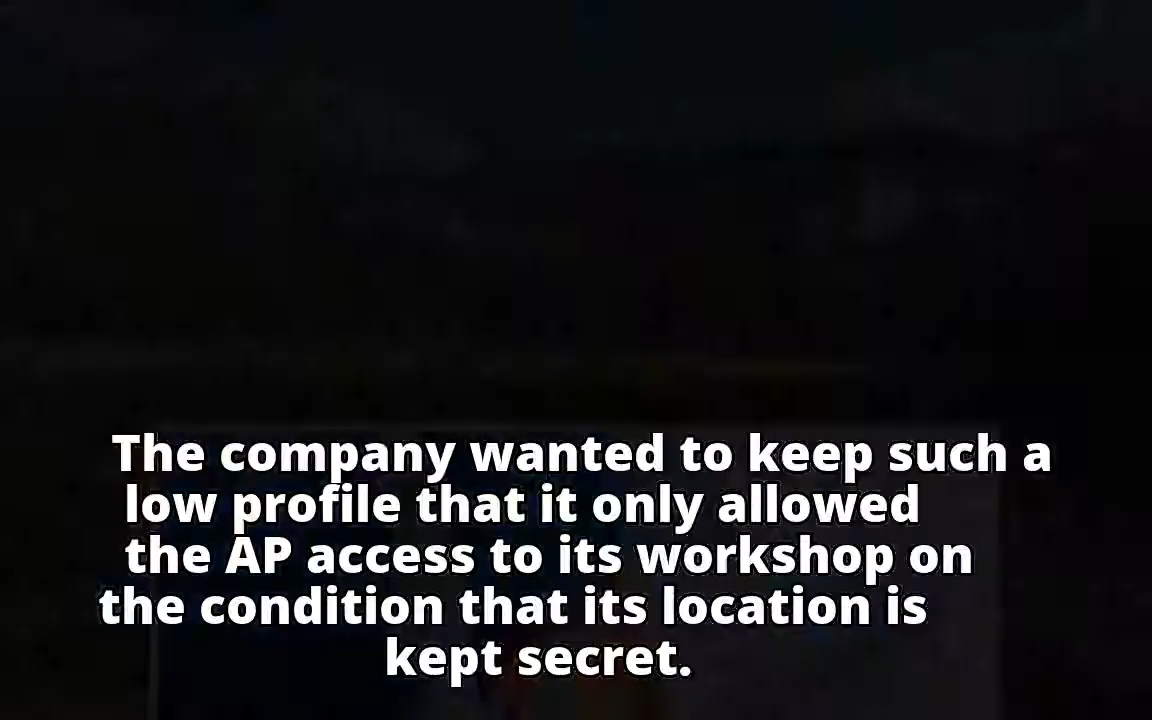 The company wanted to keep such a
low profile that it only allowed
the AP access to its workshop on
the condition that its location is
kept secret.